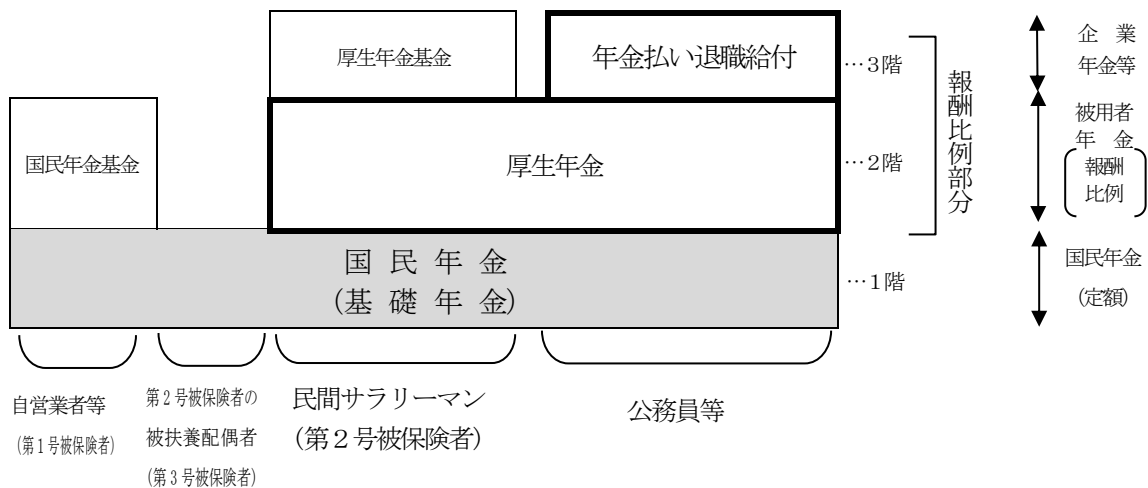 厚生年金基金
年金払い退職給付
…3階
企業
年金等
国民年金基金
厚生年金
…2階
報酬比例部分
被用者
年金
報酬
比例
国民年金
(基礎年金)
…1階
国民年金
(定額)
自営業者等
(第1号被保険者)
第2号被保険者の
被扶養配偶者
(第3号被保険者)
民間サラリーマン
(第2号被保険者)
公務員等